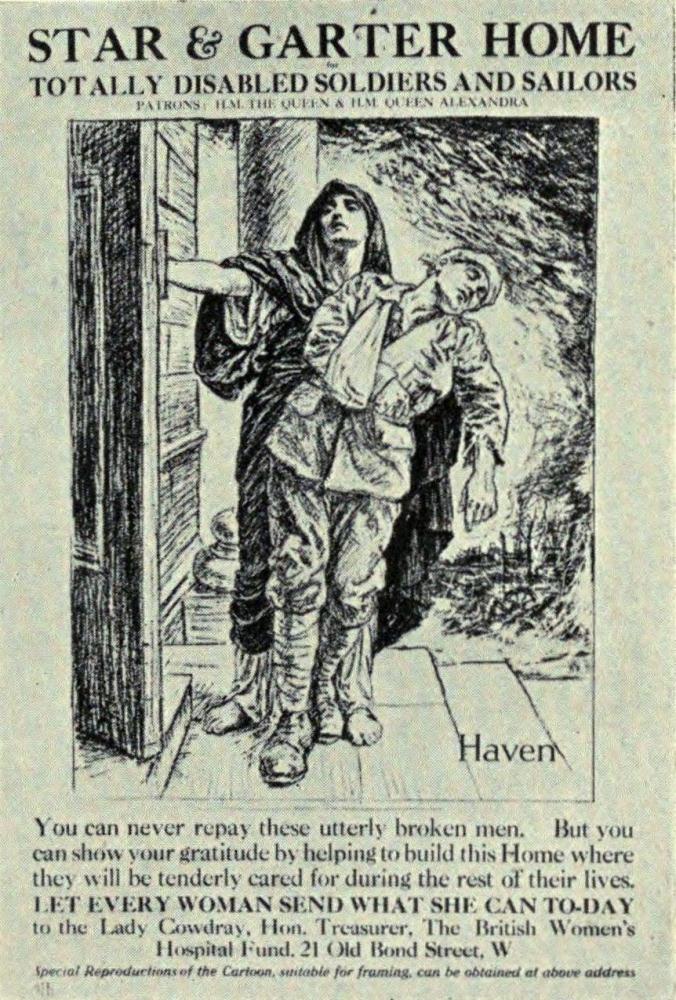 STAR & GARTER HOME
for
TOTALLY DISABLED SOLDIERS AND SAILORS
PATRONS: H.M. THE QUEEN & H.M. QUEEN ALEXANDRA
Haven
You can never repay these utterly broken men. But you
can show your gratitude by helping to build this Home where
they will be tenderly cared for during the rest of their lives.
LET EVERY WOMAN SEND WHAT SHE CAN TO-DAY
to the Lady Cowdray, Hon. Treasurer, The British Women's
Hospital Fund, 21 Old Bond Street, W
Special Reproductions of the Cartoon, suitable for framing, can be obtained at above address